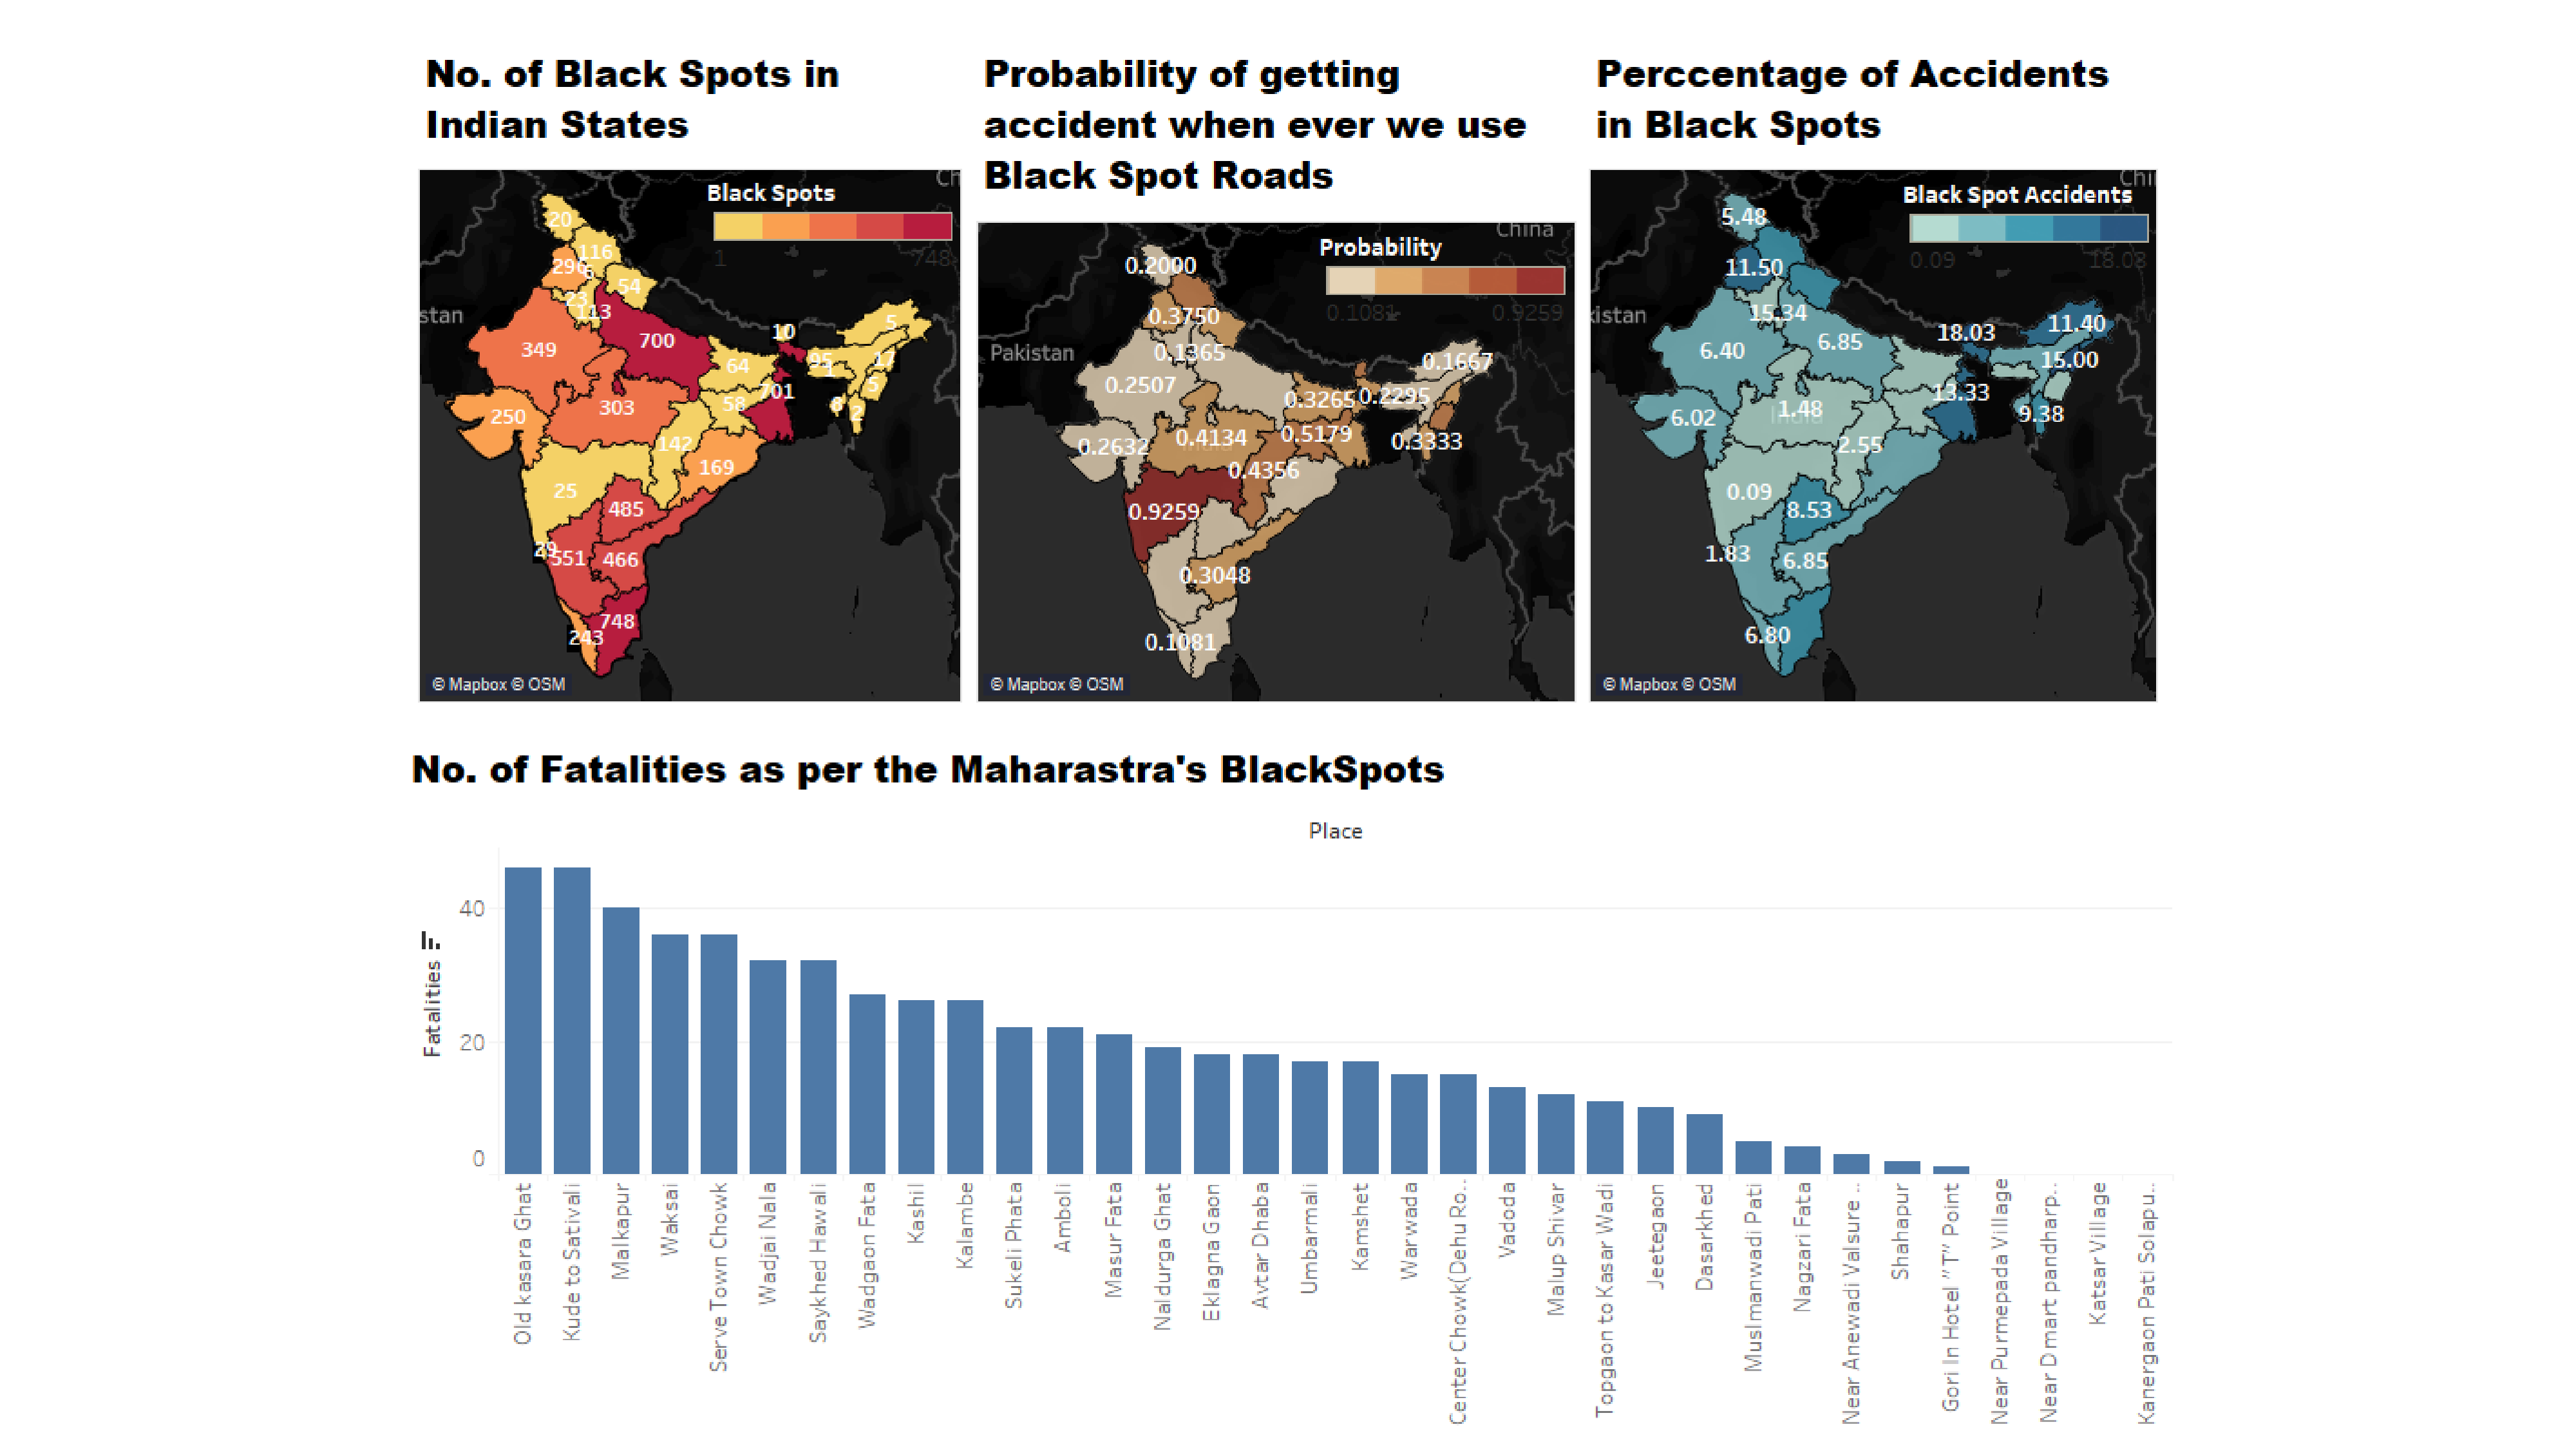 No. of Black Spots in
Indian States
Probability of getting
accident when ever we use
Black Spot Roads
Perccentage of Accidents
in Black Spots
Black Spots
1
748
20
116
296
6
54
23
113
349
700
10
5
64
95
17
1
701
250
303
58
5
6
2
142
169
25
485
29
551
466
748
243
© Mapbox © OSM
China
Probability
0.1081
0.9259
Pakistan
0.2000
0.3750
0.1365
0.2507
0.1667
0.3265
0.2295
0.2632
0.4134
0.5179
0.3333
0.4356
0.9259
0.3048
0.1081
India
© Mapbox © OSM
Black Spot Accidents
0.09
18.03
5.48
11.50
15.34
kistan
6.40
6.85
18.03
11.40
15.00
13.33
6.02
1.48
India
9.38
2.55
0.09
8.53
1.83
6.85
6.80
© Mapbox © OSM
No. of Fatalities as per the Maharastra's BlackSpots
Place
Fatalities
40
20
0
Old kasara Ghat
Kude to Sativali
Malkapur
Waksai
Serve Town Chowk
Wadjai Nala
Saykhed Hawali
Wadgaon Fata
Kashil
Kalambe
Sukeli Phata
Amboli
Masur Fata
Naldurga Ghat
Eklagna Gaon
Avtar Dhaba
Umbarmali
Kamshet
Warwada
Center Chowk(Dehu Ro..
Vadoda
Malup Shivar
Topgaon to Kasar Wadi
Jeetegaon
Dasarkhed
Muslmanwadi Pati
Nagzari Fata
Near Anewadi Valsure ..
Shahapur
Gori In Hotel "T" Point
Near Purmepada Village
Near Dmart pandharp..
Katsar Village
Kanergaon Pati Solapu..